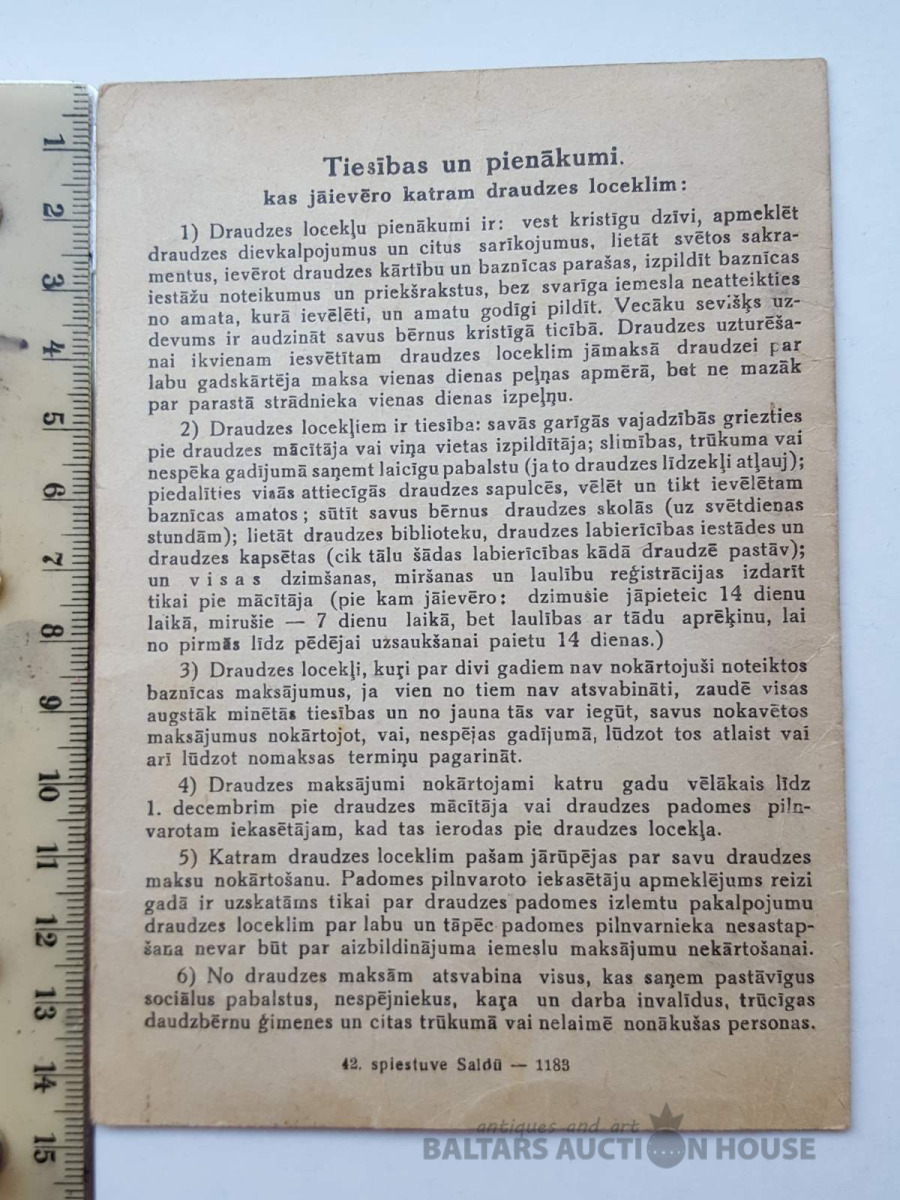 Tiesības un pienākumi.
kas jāievēro katram draudzes loceklim:
1) Draudzes locekļu pienākumi ir: vest kristīgu dzīvi, apmeklēt
draudzes dievkalpojumus un citus sarīkojumus, lietāt svētos sakra-
mentus, ievērot draudzes kārtību un baznīcas parašas, izpildīt baznīcas
iestāžu noteikumus un priekšrakstus, bez svarīga iemesla neatteikties
no amata, kurā ievēlēti, un amatu godīgi pildīt. Vecāku sevišķs uz-
devums ir audzināt savus bērnus kristīgā ticībā. Draudzes uzturēša-
nai ikvienam iesvētītam draudzes loceklim jāmaksā draudzei par
labu gadskārtēja maksa vienas dienas peļņas apmērā, bet ne mazāk
par parastā strādnieka vienas dienas izpeļņu.
2) Draudzes locekļiem ir tiesība: savās garīgās vajadzībās griezties
pie draudzes mācītāja vai viņa vietas izpildītāja; slimības, trūkuma vai
nespēka gadījumā saņemt laicīgu pabalstu (ja to draudzes līdzekļi atļauj);
piedalīties visās attiecīgās draudzes sapulcēs, vēlēt un tikt ievēlētam
baznīcas amatos; sūtīt savus bērnus draudzes skolās (uz svētdienas
stundām); lietāt draudzes biblioteku, draudzes labierīcības iestādes un
draudzes kapsētas (cik tālu šādas labierīcības kādā draudzē pastāv);
un visas dzimšanas, miršanas un laulību reģistrācijas izdarīt
tikai pie mācītāja (pie kam jāievēro: dzimušie jāpieteic 14 dienu
laikā, mirušie — 7 dienu laikā, bet laulības ar tādu aprēķinu, lai
no pirmās līdz pēdējai uzsaukšanai paietu 14 dienas.)
3) Draudzes locekļi, kuŗi par divi gadiem nav nokārtojuši noteiktos
baznīcas maksājumus, ja vien no tiem nav atsvabināti, zaudē visas
augstāk minētās tiesības un no jauna tās var iegūt, savus nokavētos
maksājumus nokārtojot, vai, nespējas gadījumā, lūdzot tos atlaist vai
arī lūdzot nomaksas termiņu pagarināt.
4) Draudzes maksājumi nokārtojami katru gadu vēlākais līdz
1. decembrim pie draudzes mācītāja vai draudzes padomes piln-
varotam iekasētājam, kad tas ierodas pie draudzes locekļa.
5) Katram draudzes loceklim pašam jārūpējas par savu draudzes
maksu nokārtošanu. Padomes pilnvaroto iekasētāju apmeklējums reizi
gadā ir uzskatāms tikai par draudzes padomes izlemtu pakalpojumu
draudzes loceklim par labu un tāpēc padomes pilnvarnieka nesastap-
šana nevar būt par aizbildinājuma iemeslu maksājumu nekārtošanai.
6) No draudzes maksām atsvabina visus, kas saņem pastāvīgus
sociālus pabalstus, nespējniekus, kaŗa un darba invalīdus, trūcīgas
daudzbērnu ģimenes un citas trūkumā vai nelaimē nonākušas personas.
42. spiestuve Saldū — 1183
1
2
3
4
5
6
7
8
9
10
11
12
13
14
15
antiques and art
BALTARS AUCTION HOUSE